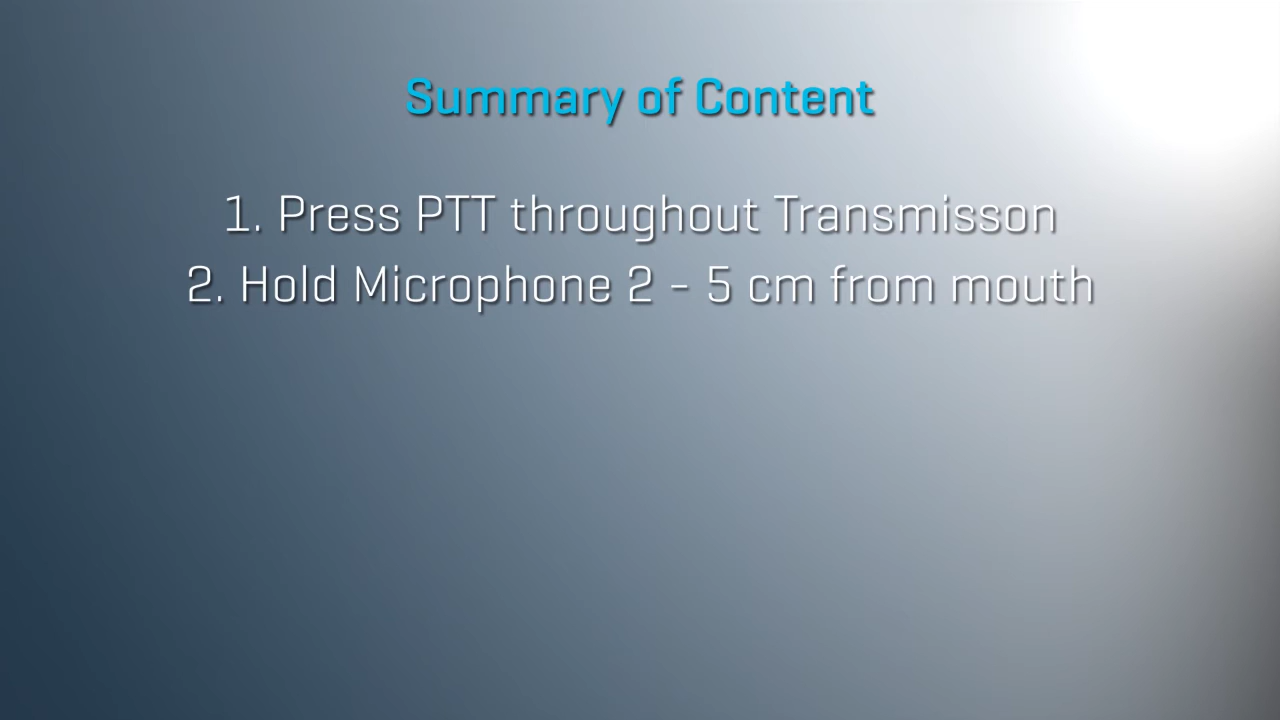 Summary of Content
1. Press PTT throughout Transmisson
2. Hold Microphone 2 - 5 cm from mouth